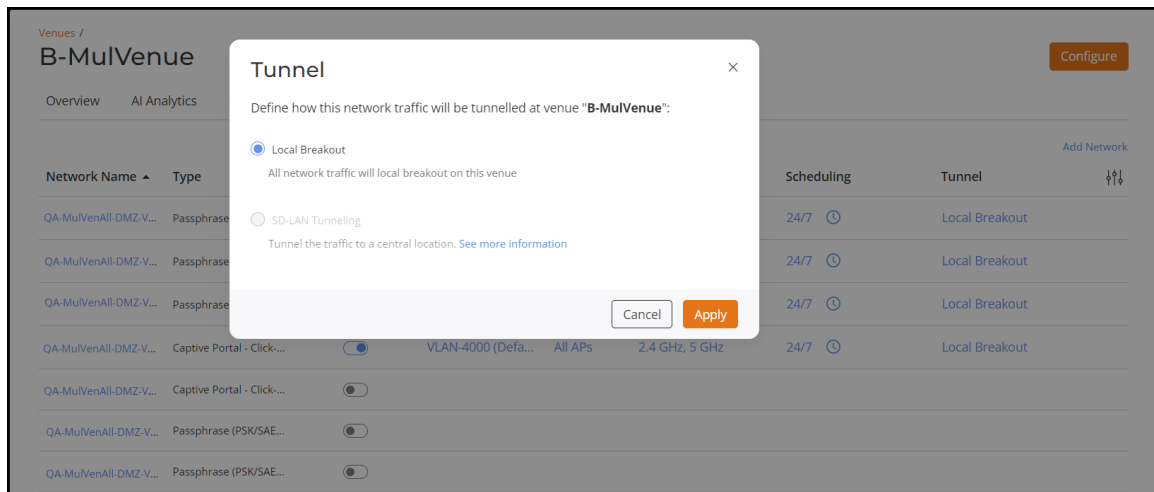 Venues /
B-MulVenue
Configure
Overview AI Analytics
Tunnel
Define how this network traffic will be tunnelled at venue "B-MulVenue":
Local Breakout
All network traffic will local breakout on this venue
SD-LAN Tunneling
Tunnel the traffic to a central location. See more information
Cancel Apply
Add Network
Network Name Type Scheduling Tunnel
QA-MulVenAll-DMZ-V... Passphrase 24/7 Local Breakout
QA-MulVenAll-DMZ-V... Passphrase 24/7 Local Breakout
QA-MulVenAll-DMZ-V... Passphrase 24/7 Local Breakout
QA-MulVenAll-DMZ-V... Captive Portal - Click-... VLAN-4000 (Defa... All APs 2.4 GHz, 5 GHz 24/7 Local Breakout
QA-MulVenAll-DMZ-V... Captive Portal - Click-...
QA-MulVenAll-DMZ-V... Passphrase (PSK/SAE...
QA-MulVenAll-DMZ-V... Passphrase (PSK/SAE...